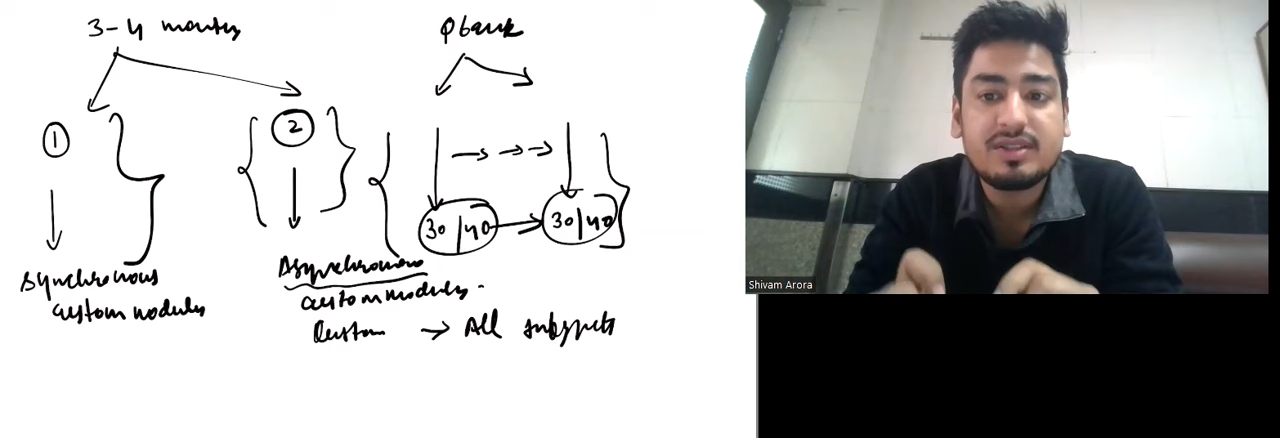 3-4 months
Qbank
1
2
30/40
30/40
Synchronous
custom modules
Asynchronous
custom modules.
Custom → All subjects
Shivam Arora